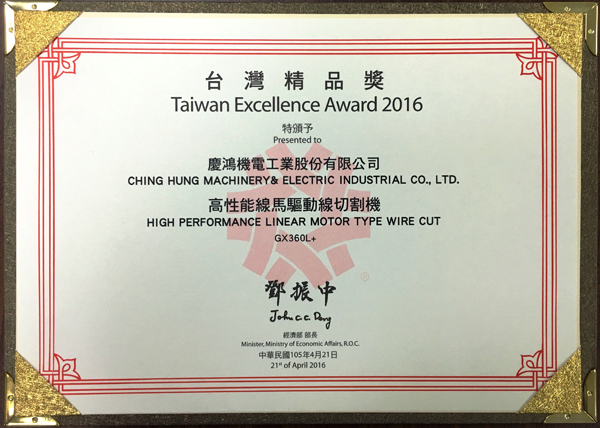 台灣精品獎
Taiwan Excellence Award 2016
特頒予
Presented to
慶鴻機電工業股份有限公司
CHING HUNG MACHINERY& ELECTRIC INDUSTRIAL CO., LTD.
高性能線馬驅動線切割機
HIGH PERFORMANCE LINEAR MOTOR TYPE WIRE CUT
GX360L+
®
鄧振中
John C.C. Deng
經濟部 部長
Minister, Ministry of Economic Affairs, R.O.C.
中華民國105年4月21日
21st of April 2016